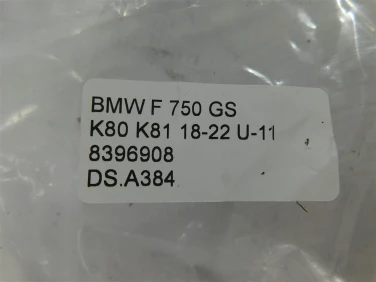 BMW F 750 GS
K80 K81 18-22 U-11
8396908
DS.A384